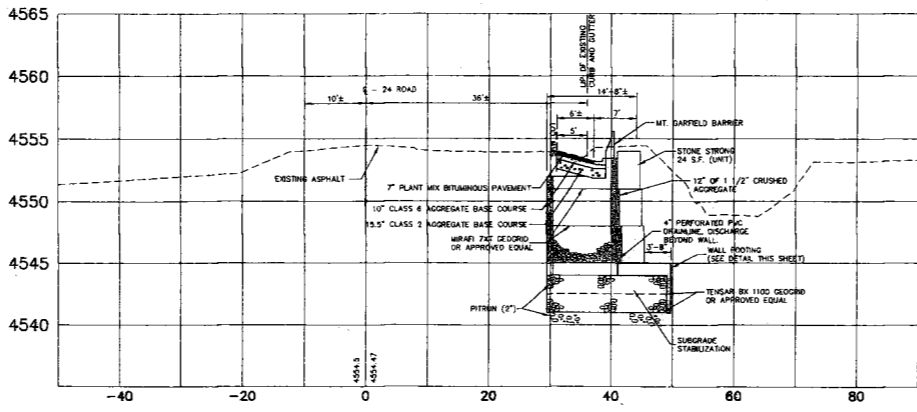 4565
4560
4555
4550
4545
4540
-40
-20
0
20
40
60
80
LIP OF EXISTING
CURB AND GUTTER
℄ - 24 ROAD
10'±
36'±
14'-8"±
6'±
7'
5'
MT. GARFIELD BARRIER
STONE STRONG
24 S.F. (UNIT)
EXISTING ASPHALT
7" PLANT MIX BITUMINOUS PAVEMENT
12" OF 1 1/2" CRUSHED
AGGREGATE
10" CLASS 6 AGGREGATE BASE COURSE
15.5" CLASS 2 AGGREGATE BASE COURSE
4" PERFORATED PVC
DRAINLINE, DISCHARGE
BEYOND WALL.
MIRAFI 7XT GEOGRID
OR APPROVED EQUAL
3'-8"
WALL FOOTING
(SEE DETAIL THIS SHEET)
TENSAR BX 1100 GEOGRID
OR APPROVED EQUAL
PITRUN (2")
SUBGRADE
STABILIZATION
4554.5
4554.47